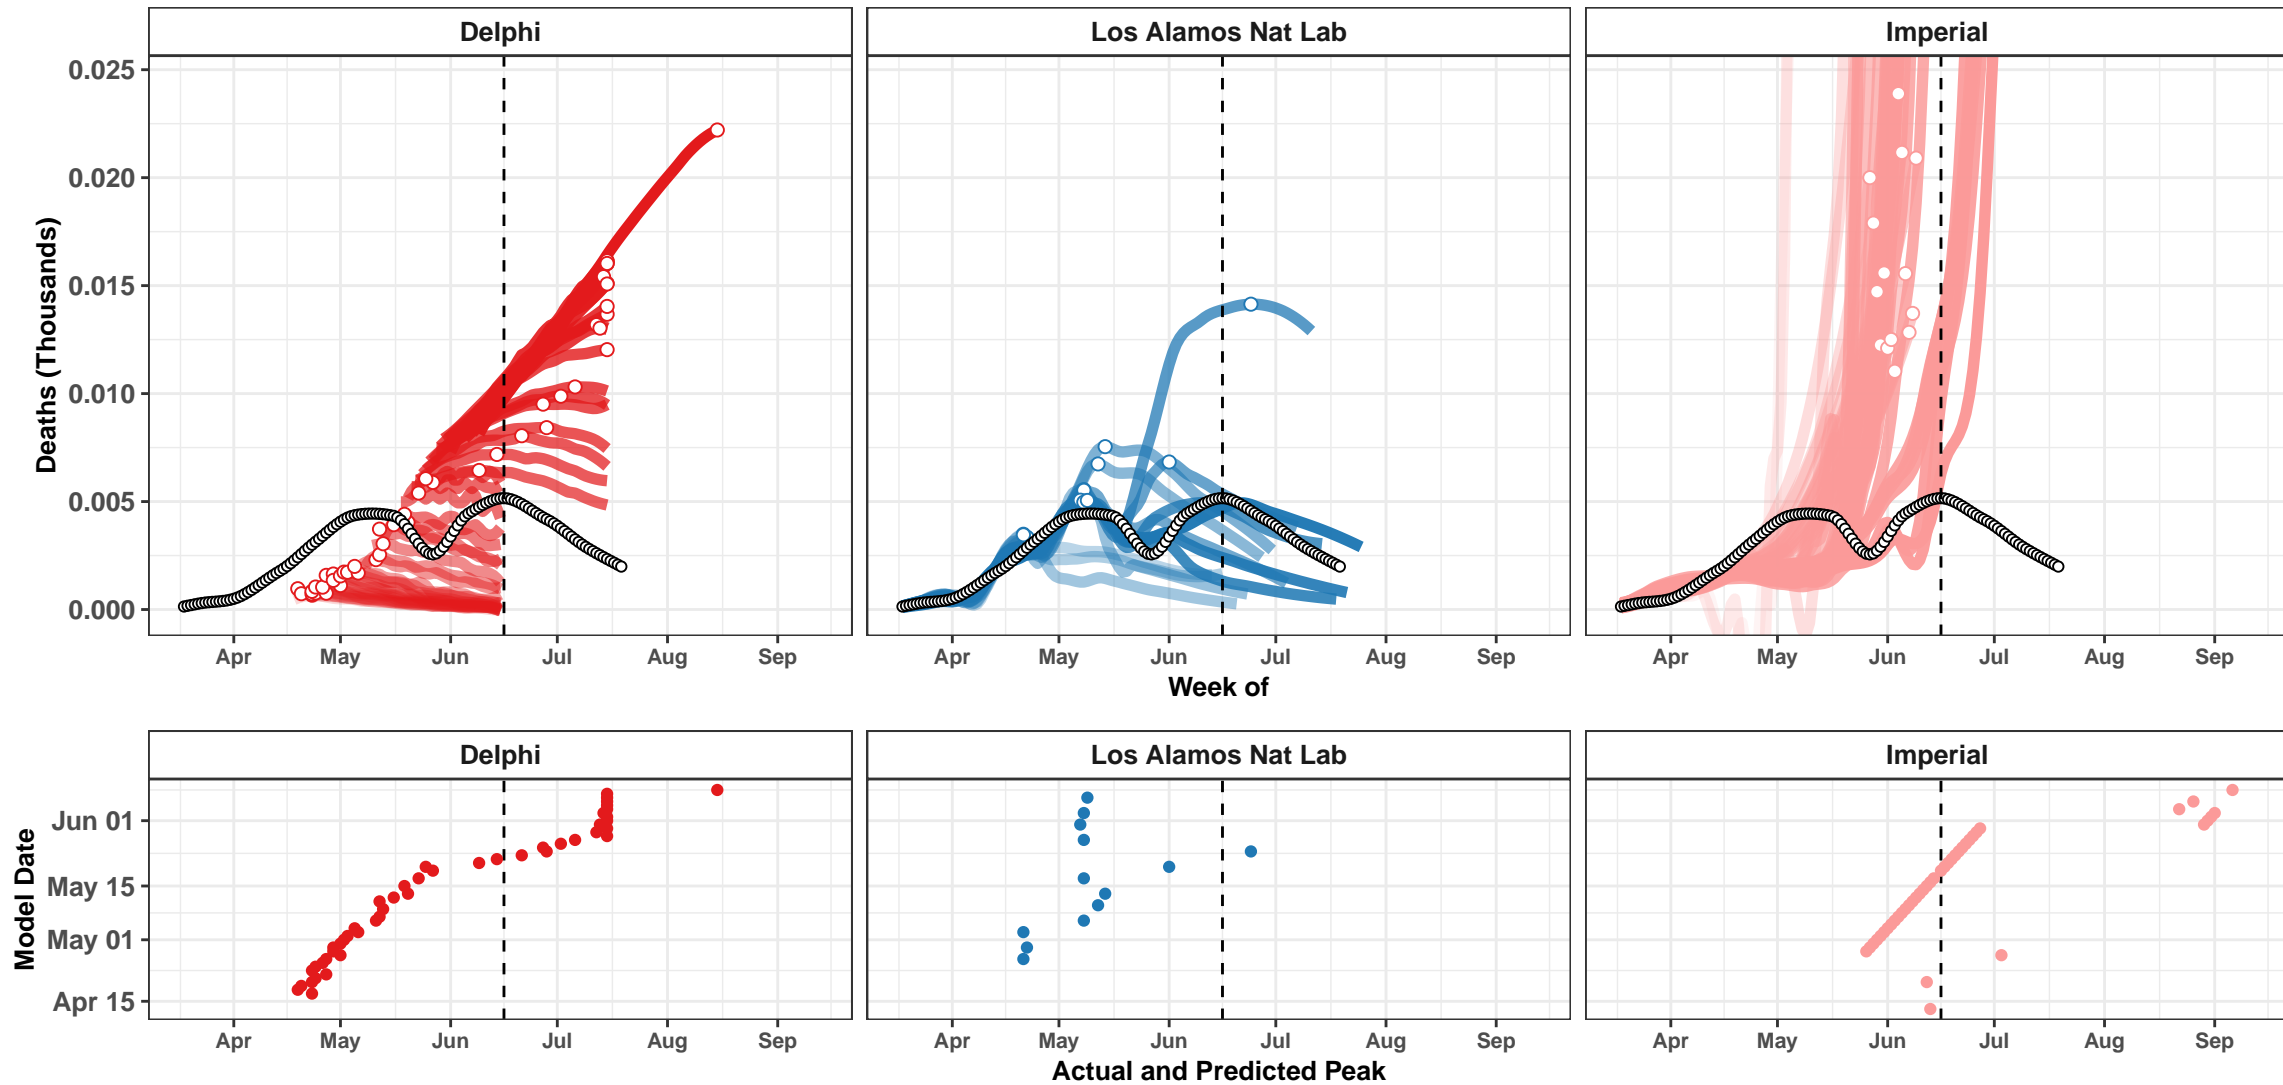 Delphi Los Alamos Nat Lab Imperial
Deaths (Thousands)
0.025
0.020
0.015
0.010
0.005
0.000
Apr May Jun Jul Aug Sep Apr May Jun Jul Aug Sep Apr May Jun Jul Aug Sep
Week of
Delphi Los Alamos Nat Lab Imperial
Model Date
Jun 01
May 15
May 01
Apr 15
Apr May Jun Jul Aug Sep Apr May Jun Jul Aug Sep Apr May Jun Jul Aug Sep
Actual and Predicted Peak